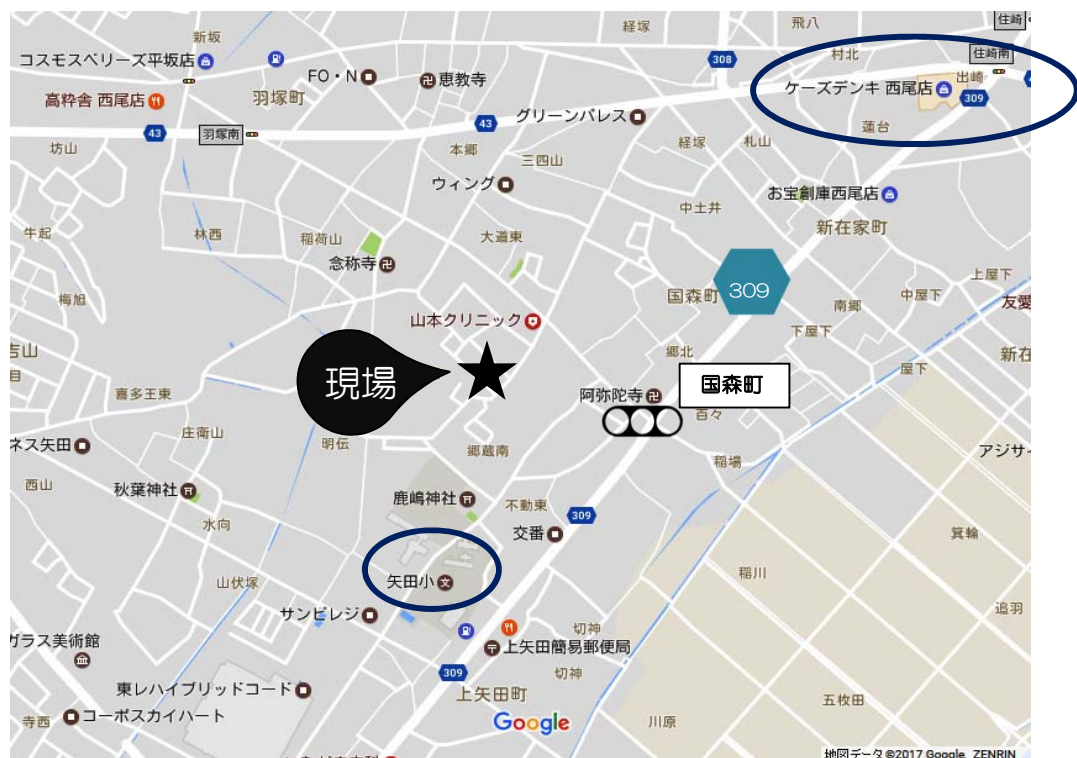 経塚
飛八
住崎
新坂
コスモスベリーズ平坂店
308
村北
住崎南
FO・N
恵教寺
ケーズデンキ 西尾店
出崎
高粋舎 西尾店
羽塚町
309
43
羽塚南
43
グリーンパレス
蓮台
坊山
本郷
三四山
経塚
札山
ウィング
お宝創庫西尾店
中土井
新在家町
牛起
林西
稲荷山
大道東
念称寺
上屋下
梅旭
国森町
309
南郷
中屋下
友愛
山本クリニック
下屋下
吉山
郷北
新在
目
現場
屋下
喜多王東
阿弥陀寺
国森町
百々
庄衛山
ネス矢田
明伝
郷蔵南
稲場
アジサイ
西山
秋葉神社
鹿嶋神社
不動東
309
水向
交番
箕輪
矢田小
山伏塚
稲川
サンビレジ
追羽
ガラス美術館
切神
上矢田簡易郵便局
309
切神
東レハイブリッドコード
上矢田町
五枚田
寺西
コーポスカイハート
Google
川原
地図データ ©2017 Google, ZENRIN